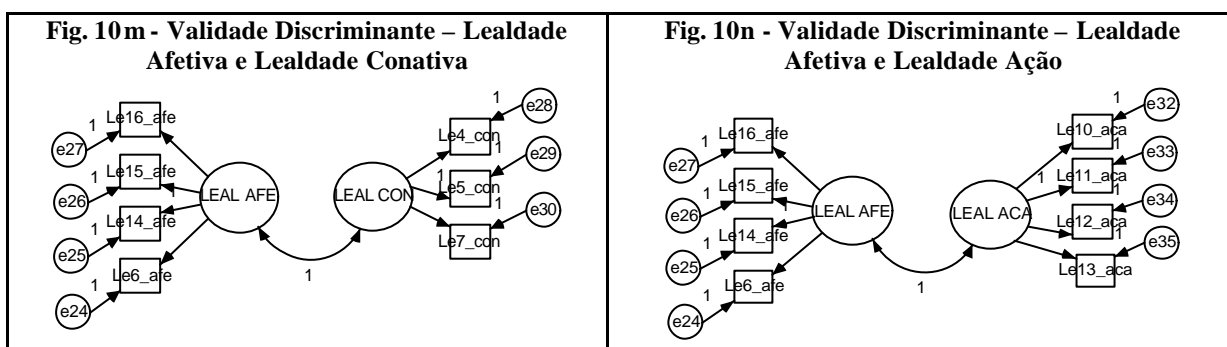 Fig. 10m - Validade Discriminante – Lealdade
Afetiva e Lealdade Conativa
1
Le16_afe
e27
1
Le15_afe
e26
1
1
Le14_afe
e25
1
Le6_afe
e24
LEAL AFE
1
LEAL CON
1
e28
Le4_con
1
e29
1
Le5_con
1
e30
Le7_con
Fig. 10n - Validade Discriminante – Lealdade
Afetiva e Lealdade Ação
1
Le16_afe
e27
1
Le15_afe
e26
1
Le14_afe
e25
1
Le6_afe
e24
LEAL AFE
1
LEAL ACA
1
e32
Le10_aca
1
e33
1
Le11_aca
1
e34
Le12_aca
1
e35
Le13_aca